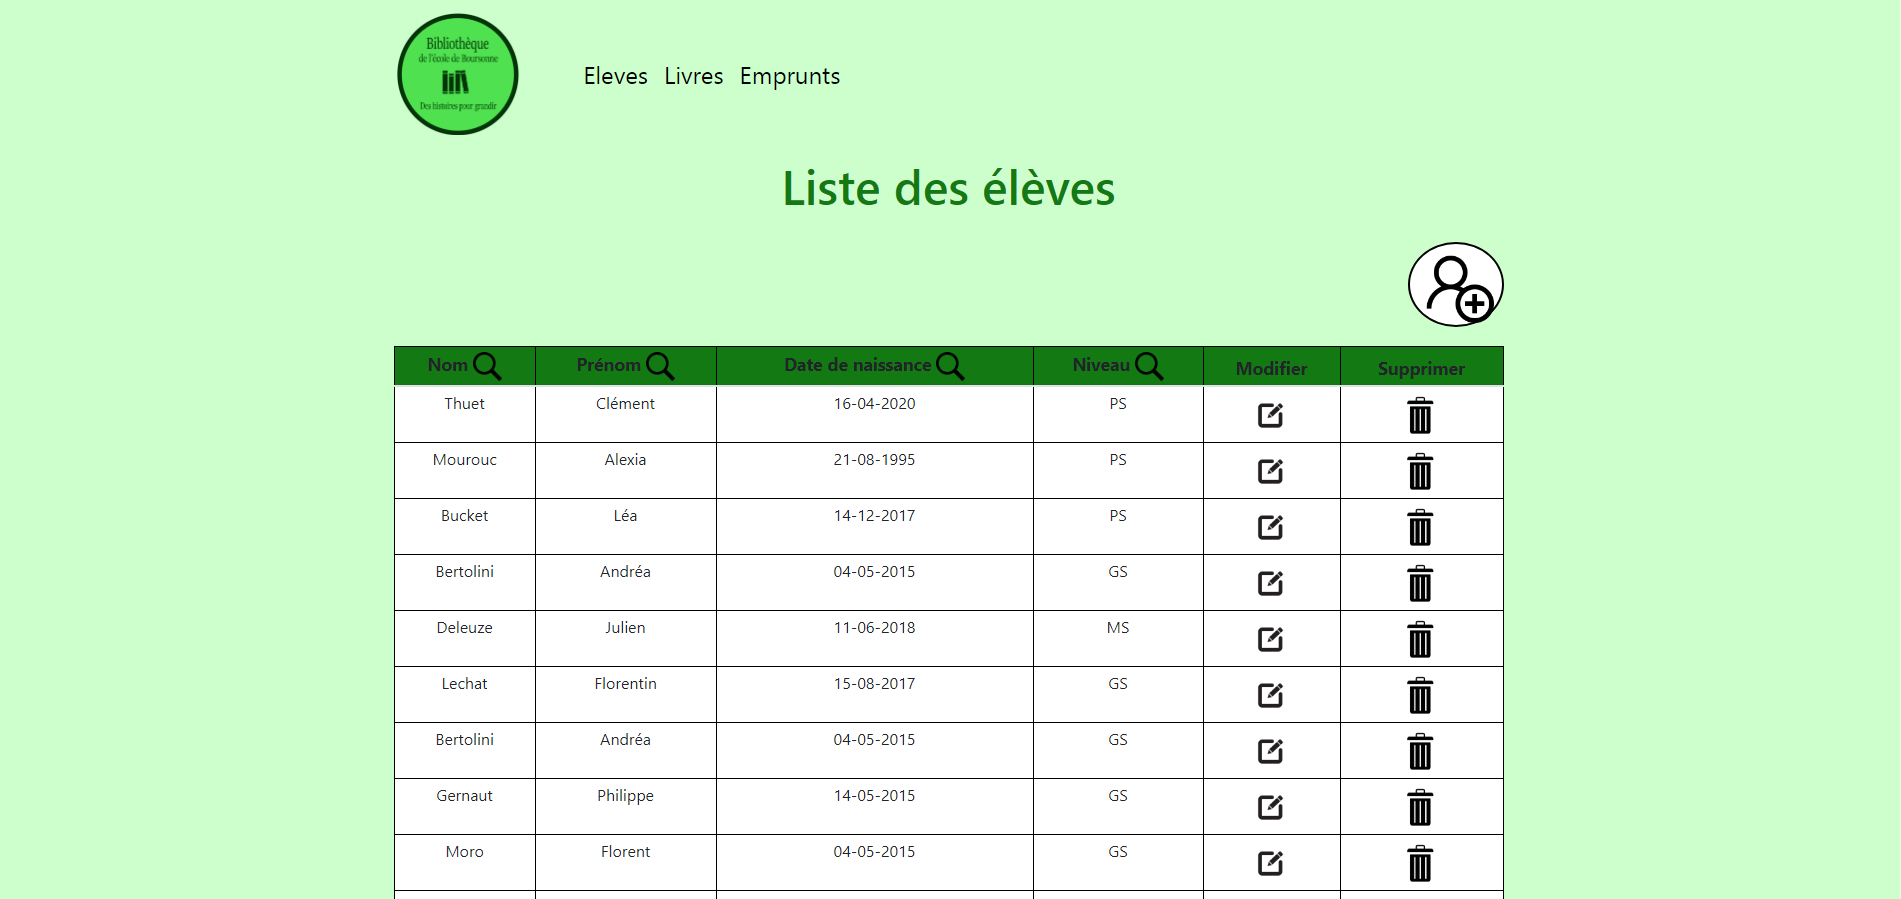 Bibliothèque
de l'école de Boursonne
Des histoires pour grandir
Eleves Livres Emprunts
Liste des élèves
Nom Prénom Date de naissance Niveau Modifier Supprimer
Thuet Clément 16-04-2020 PS
Mourouc Alexia 21-08-1995 PS
Bucket Léa 14-12-2017 PS
Bertolini Andréa 04-05-2015 GS
Deleuze Julien 11-06-2018 MS
Lechat Florentin 15-08-2017 GS
Bertolini Andréa 04-05-2015 GS
Gernaut Philippe 14-05-2015 GS
Moro Florent 04-05-2015 GS